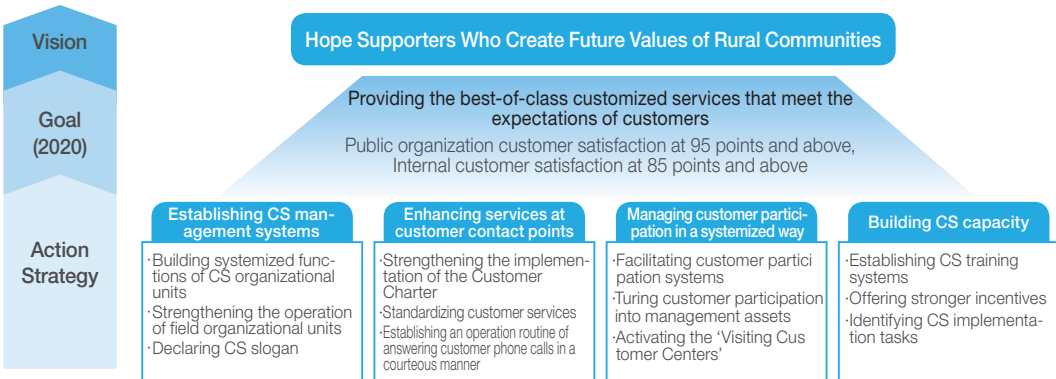 Vision
Hope Supporters Who Create Future Values of Rural Communities
Goal
(2020)
Providing the best-of-class customized services that meet the
expectations of customers
Public organization customer satisfaction at 95 points and above,
Internal customer satisfaction at 85 points and above
Action
Strategy
Establishing CS man-
agement systems
·Building systemized func-
tions of CS organizational
units
·Strengthening the operation
of field organizational units
·Declaring CS slogan
Enhancing services at
customer contact points
·Strengthening the implemen-
tation of the Customer
Charter
·Standardizing customer services
·Establishing an operation routine of
answering customer phone calls in a
courteous manner
Managing customer partici-
pation in a systemized way
·Facilitating customer partici
pation systems
·Turing customer participation
into management assets
·Activating the ‘Visiting Cus
tomer Centers’
Building CS capacity
·Establishing CS training
systems
·Offering stronger incentives
·Identifying CS implementa-
tion tasks